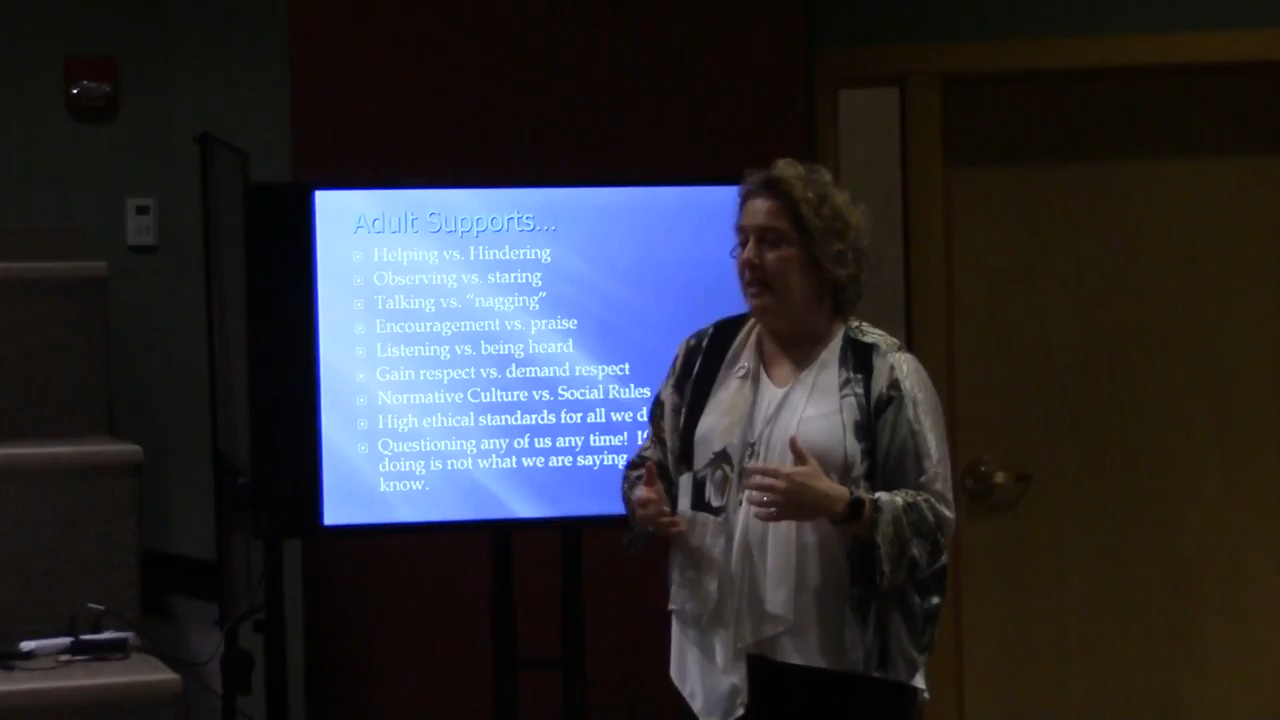 Adult Supports...
Helping vs. Hindering
Observing vs. staring
Talking vs. “nagging”
Encouragement vs. praise
Listening vs. being heard
Gain respect vs. demand respect
Normative Culture vs. Social Rules
High ethical standards for all we d
Questioning any of us any time! I
doing is not what we are saying
know.